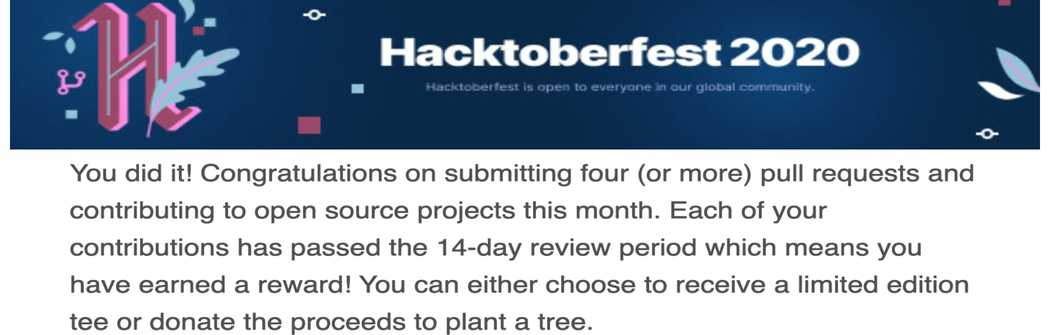 Hacktoberfest 2020
Hacktoberfest is open to everyone in our global community.
You did it! Congratulations on submitting four (or more) pull requests and
contributing to open source projects this month. Each of your
contributions has passed the 14-day review period which means you
have earned a reward! You can either choose to receive a limited edition
tee or donate the proceeds to plant a tree.